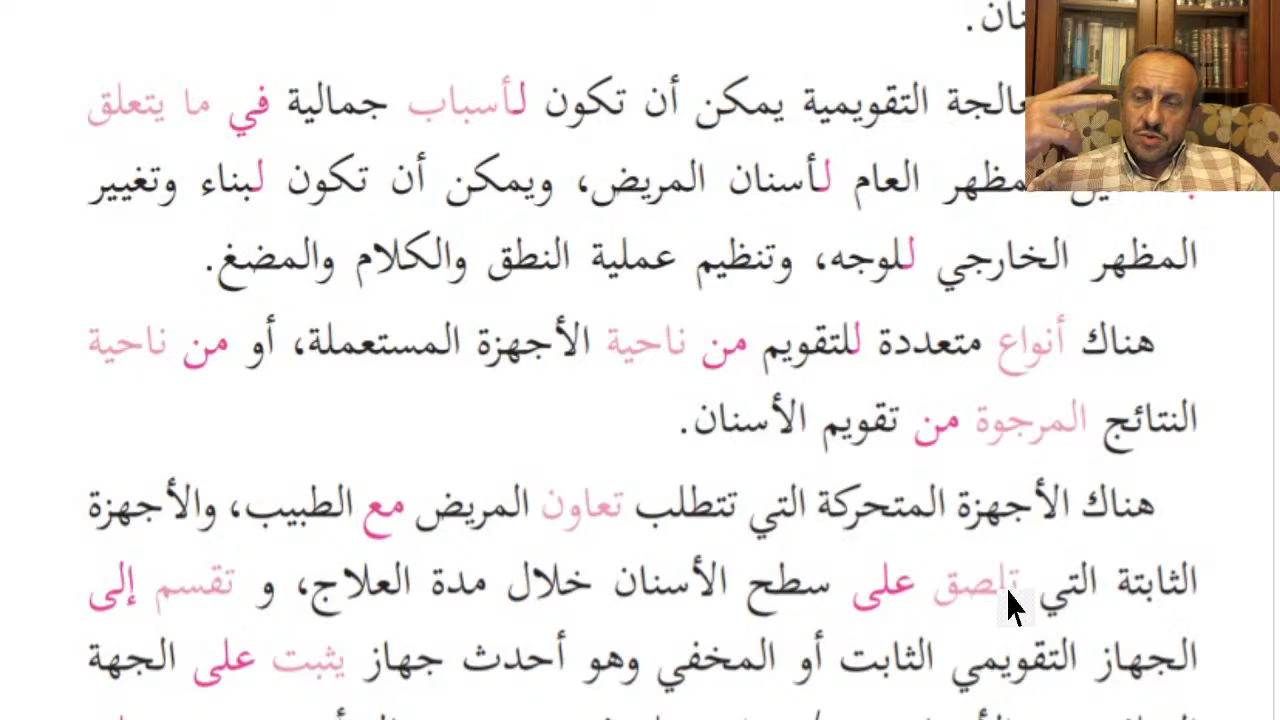 عالجة التقويمية يمكن أن تكون لأسباب جمالية في ما يتعلق
مظهر العام لأسنان المريض، ويمكن أن تكون لبناء وتغيير
المظهر الخارجي للوجه، وتنظيم عملية النطق والكلام والمضغ.
هناك أنواع متعددة للتقويم من ناحية الأجهزة المستعملة، أو من ناحية
النتائج المرجوة من تقويم الأسنان.
هناك الأجهزة المتحركة التي تتطلب تعاون المريض مع الطبيب، والأجهزة
الثابتة التي تلصق على سطح الأسنان خلال مدة العلاج، و تقسم إلى
الجهاز التقويمي الثابت أو المخفي وهو أحدث جهاز يثبت على الجهة